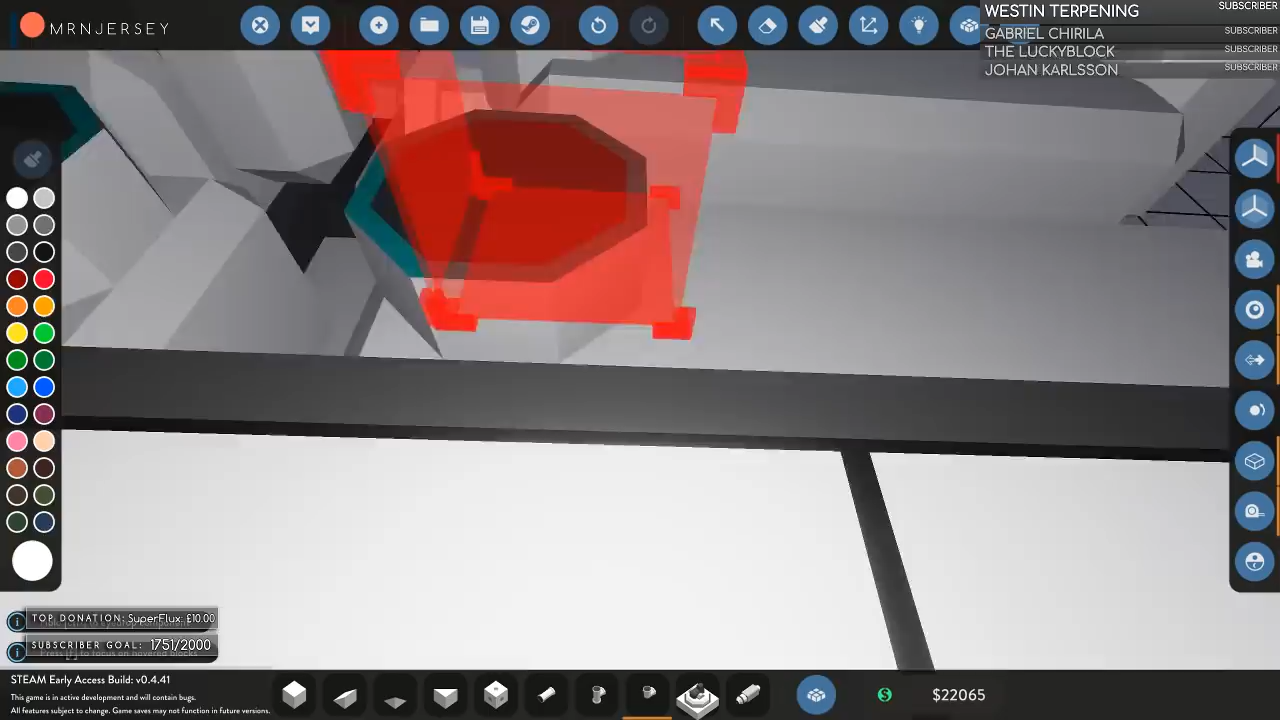 MRNJERSEY
WESTIN TERPENING SUBSCRIBER
GABRIEL CHIRILA SUBSCRIBER
THE LUCKYBLOCK SUBSCRIBER
JOHAN KARLSSON SUBSCRIBER
TOP DONATION: SuperFlux: £10.00
SUBSCRIBER GOAL: 1751/2000
STEAM Early Access Build: v0.4.41
This game is in active development and will contain bugs.
All features subject to change. Game saves may not function in future versions.
$22065